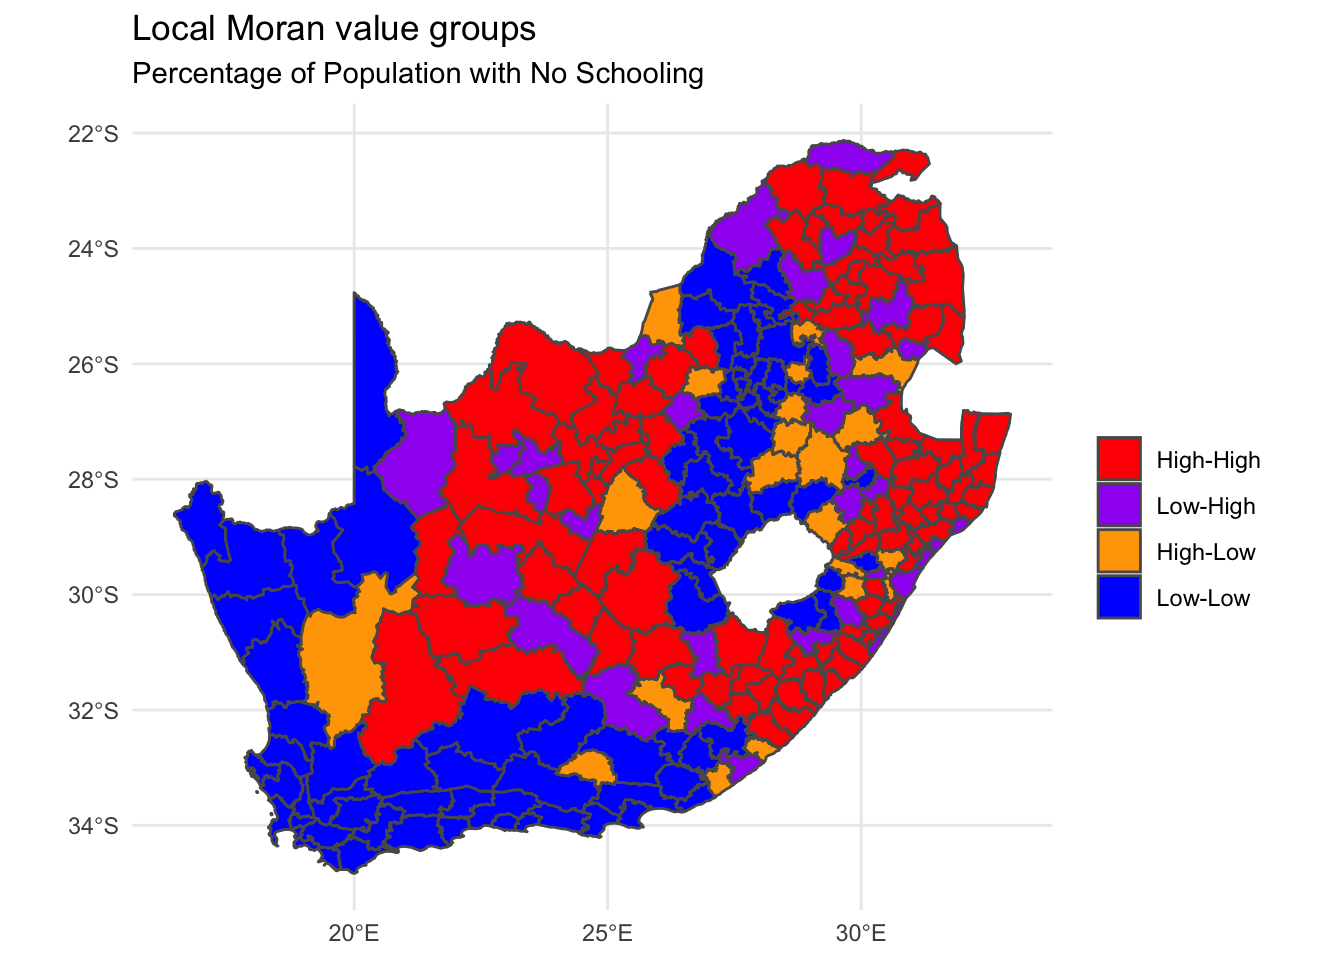 Local Moran value groups
Percentage of Population with No Schooling
22°S
24°S
26°S
28°S
30°S
32°S
34°S
20°E
25°E
30°E
High-High
Low-High
High-Low
Low-Low